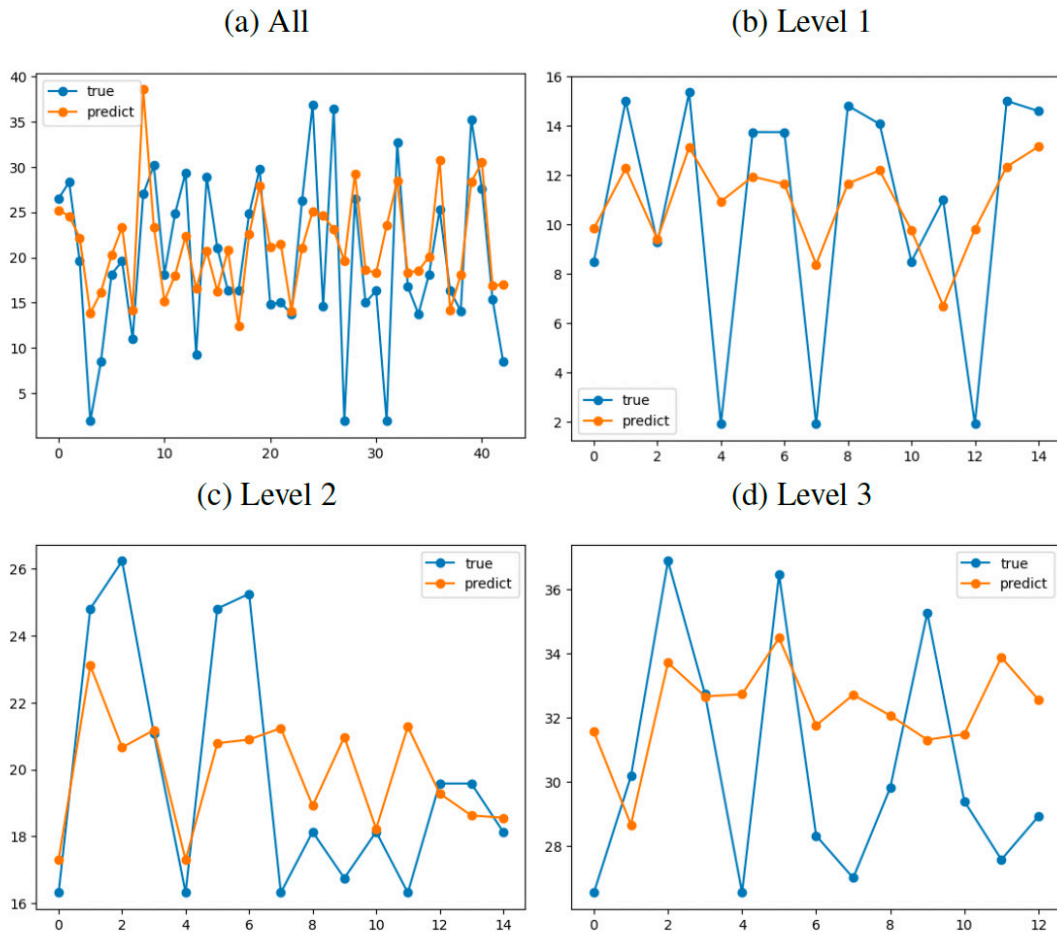 (a) All
40
35
30
25
20
15
10
5
0 10 20 30 40
true
predict
(b) Level 1
16
14
12
10
8
6
4
2
0 2 4 6 8 10 12 14
true
predict
(c) Level 2
26
24
22
20
18
16
0 2 4 6 8 10 12 14
true
predict
(d) Level 3
36
34
32
30
28
0 2 4 6 8 10 12
true
predict